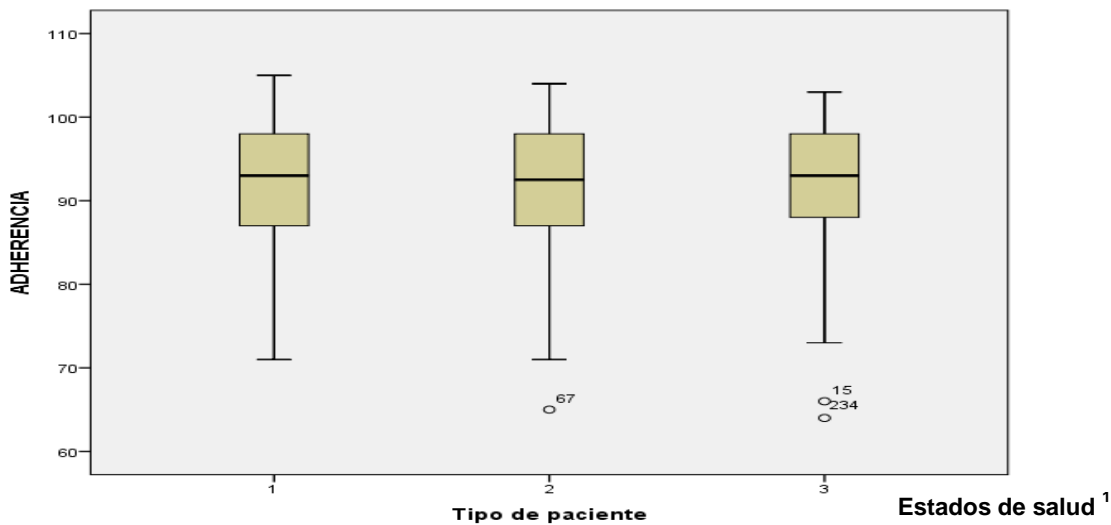 110
100
90
80
70
60
ADHERENCIA
67
15
234
1 2 3
Tipo de paciente
Estados de salud 1